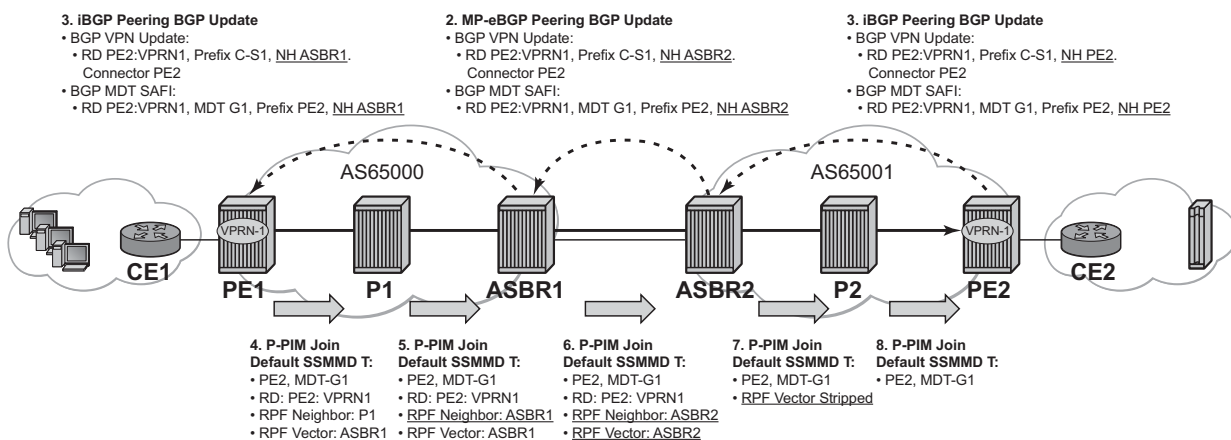 3. iBGP Peering BGP Update
• BGP VPN Update:
• RD PE2:VPRN1, Prefix C-S1, NH ASBR1.
Connector PE2
• BGP MDT SAFI:
• RD PE2:VPRN1, MDT G1, Prefix PE2, NH ASBR1
2. MP-eBGP Peering BGP Update
• BGP VPN Update:
• RD PE2:VPRN1, Prefix C-S1, NH ASBR2.
Connector PE2
• BGP MDT SAFI:
• RD PE2:VPRN1, MDT G1, Prefix PE2, NH ASBR2
3. iBGP Peering BGP Update
• BGP VPN Update:
• RD PE2:VPRN1, Prefix C-S1, NH PE2.
Connector PE2
• BGP MDT SAFI:
• RD PE2:VPRN1, MDT G1, Prefix PE2, NH PE2
AS65000
AS65001
VPRN-1
VPRN-1
CE1
PE1
P1
ASBR1
ASBR2
P2
PE2
CE2
4. P-PIM Join
Default SSMMD T:
• PE2, MDT-G1
• RD: PE2: VPRN1
• RPF Neighbor: P1
• RPF Vector: ASBR1
5. P-PIM Join
Default SSMMD T:
• PE2, MDT-G1
• RD: PE2: VPRN1
• RPF Neighbor: ASBR1
• RPF Vector: ASBR1
6. P-PIM Join
Default SSMMD T:
• PE2, MDT-G1
• RD: PE2: VPRN1
• RPF Neighbor: ASBR2
• RPF Vector: ASBR2
7. P-PIM Join
Default SSMMD T:
• PE2, MDT-G1
• RPF Vector Stripped
8. P-PIM Join
Default SSMMD T:
• PE2, MDT-G1